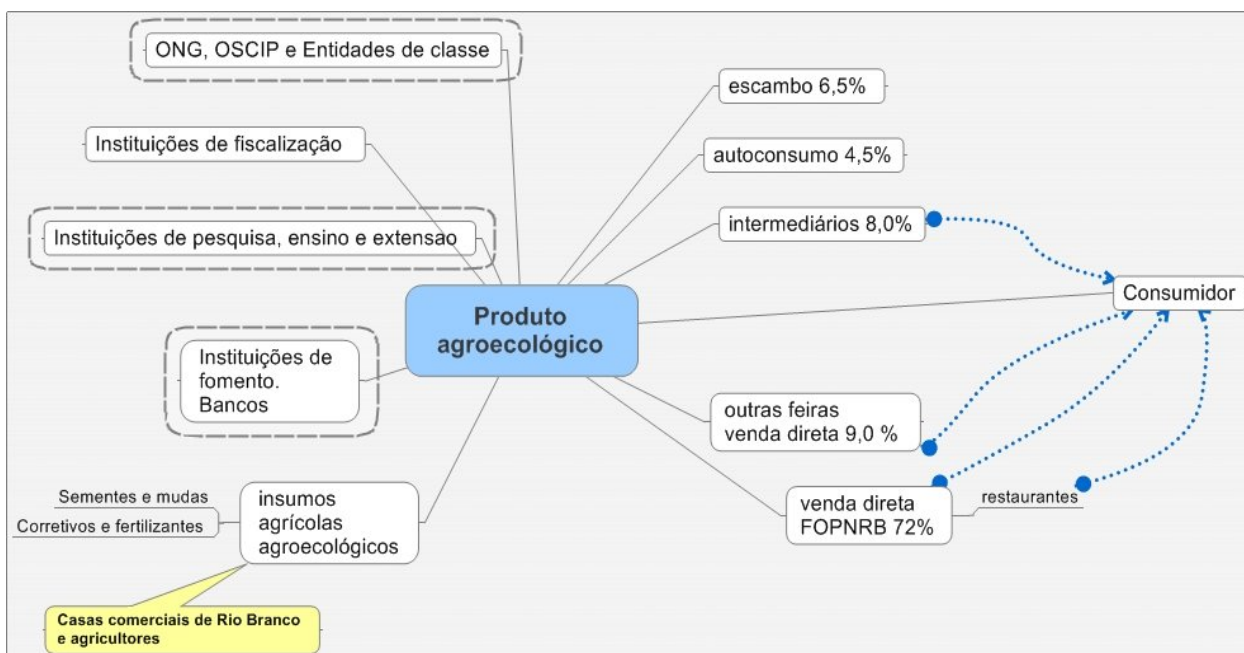 ONG, OSCIP e Entidades de classe
Instituições de fiscalização
Instituições de pesquisa, ensino e extensao
Instituições de
fomento.
Bancos
Sementes e mudas
Corretivos e fertilizantes
insumos
agrícolas
agroecológicos
Casas comerciais de Rio Branco
e agricultores
Produto
agroecológico
escambo 6,5%
autoconsumo 4,5%
intermediários 8,0%
Consumidor
outras feiras
venda direta 9,0 %
venda direta
FOPNRB 72%
restaurantes